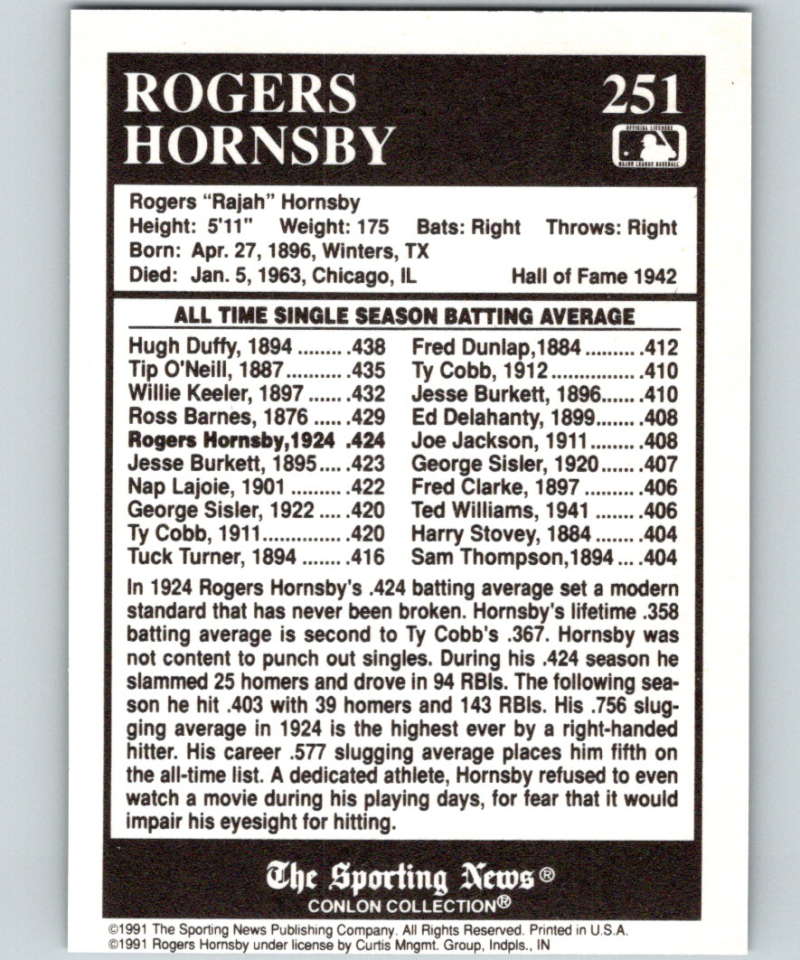 ROGERS 251
HORNSBY
OFFICIAL LICENSEE
MAJOR LEAGUE BASEBALL
Rogers “Rajah” Hornsby
Height: 5'11" Weight: 175 Bats: Right Throws: Right
Born: Apr. 27, 1896, Winters, TX
Died: Jan. 5, 1963, Chicago, IL Hall of Fame 1942
ALL TIME SINGLE SEASON BATTING AVERAGE
Hugh Duffy, 1894 ........ .438
Tip O'Neill, 1887........... .435
Willie Keeler, 1897 ...... .432
Ross Barnes, 1876 ..... .429
Rogers Hornsby,1924 .424
Jesse Burkett, 1895..... .423
Nap Lajoie, 1901 ......... .422
George Sisler, 1922 .... .420
Ty Cobb, 1911............... .420
Tuck Turner, 1894 ....... .416
Fred Dunlap,1884 ......... .412
Ty Cobb, 1912 .............. .410
Jesse Burkett, 1896...... .410
Ed Delahanty, 1899....... .408
Joe Jackson, 1911........ .408
George Sisler, 1920...... .407
Fred Clarke, 1897 ......... .406
Ted Williams, 1941 ....... .406
Harry Stovey, 1884 ....... .404
Sam Thompson,1894 ... .404
In 1924 Rogers Hornsby's .424 batting average set a modern
standard that has never been broken. Hornsby's lifetime .358
batting average is second to Ty Cobb's .367. Hornsby was
not content to punch out singles. During his .424 season he
slammed 25 homers and drove in 94 RBIs. The following sea-
son he hit .403 with 39 homers and 143 RBIs. His .756 slug-
ging average in 1924 is the highest ever by a right-handed
hitter. His career .577 slugging average places him fifth on
the all-time list. A dedicated athlete, Hornsby refused to even
watch a movie during his playing days, for fear that it would
impair his eyesight for hitting.
The Sporting News®
CONLON COLLECTION®
©1991 The Sporting News Publishing Company. All Rights Reserved. Printed in U.S.A.
©1991 Rogers Hornsby under license by Curtis Mngmt. Group, Indpls., IN